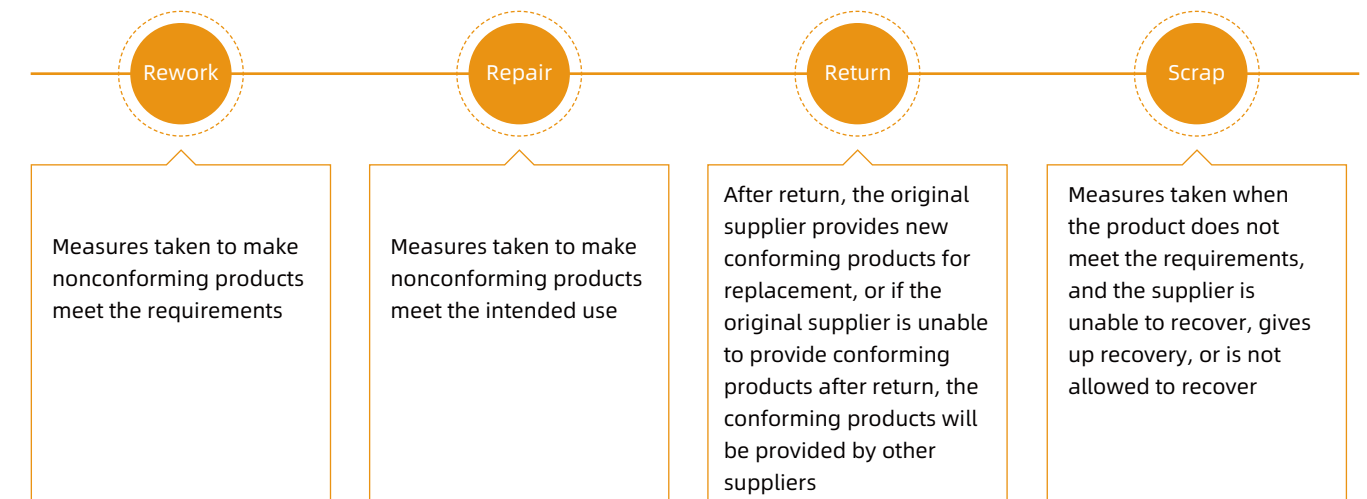 Rework
Repair
Return
Scrap
Measures taken to make
nonconforming products
meet the requirements
Measures taken to make
nonconforming products
meet the intended use
After return, the original
supplier provides new
conforming products for
replacement, or if the
original supplier is unable
to provide conforming
products after return, the
conforming products will
be provided by other
suppliers
Measures taken when
the product does not
meet the requirements,
and the supplier is
unable to recover, gives
up recovery, or is not
allowed to recover